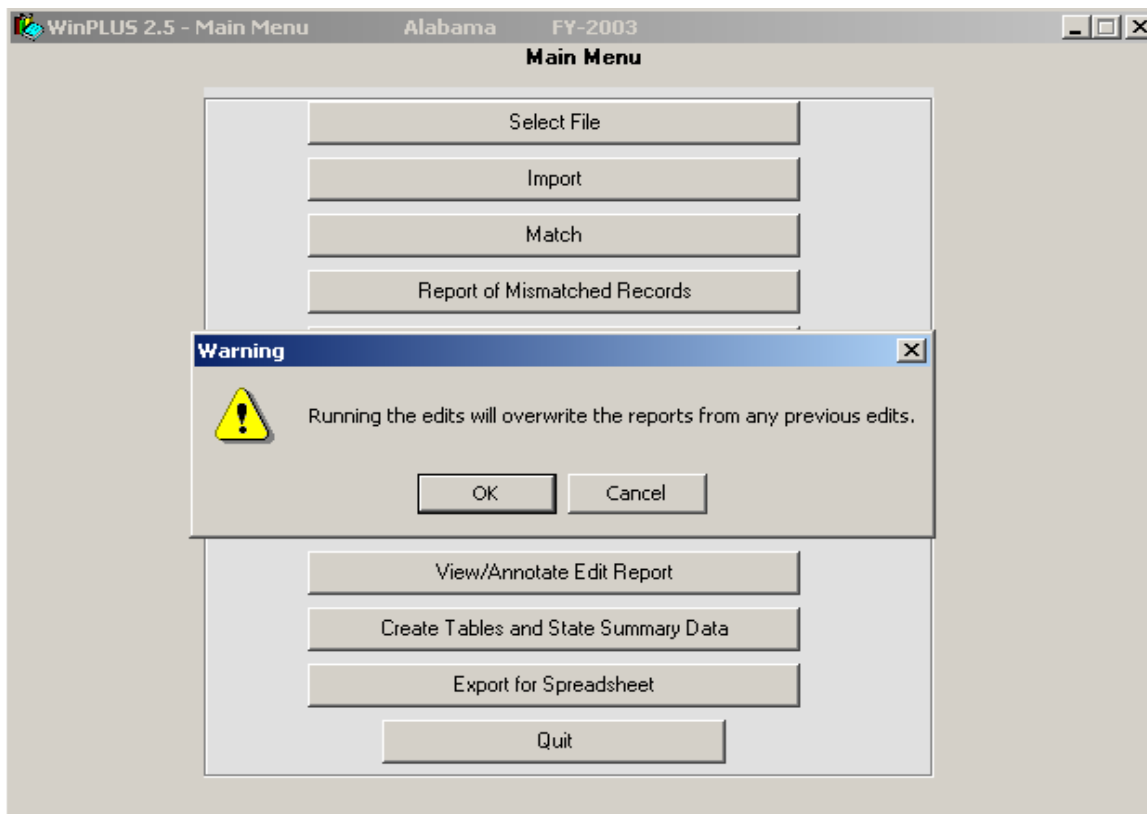 WinPLUS 2.5 - Main Menu Alabama FY-2003
Main Menu
Select File
Import
Match
Report of Mismatched Records
Warning
Running the edits will overwrite the reports from any previous edits.
OK Cancel
View/Annotate Edit Report
Create Tables and State Summary Data
Export for Spreadsheet
Quit